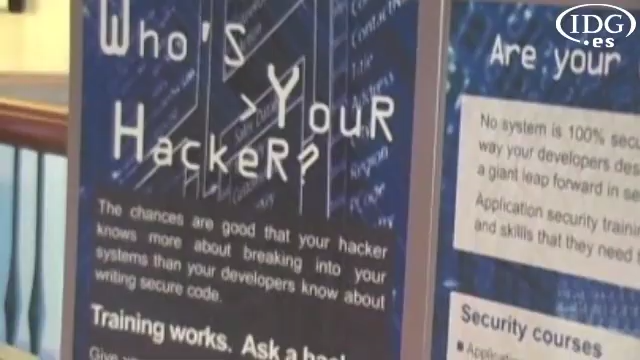 IDG
.es
Who's
>YouR
HackeR?
The chances are good that your hacker
knows more about breaking into your
systems than your developers know about
writing secure code.
Training works. Ask a
Give
Are your
No system is 100%
way your developers
a giant leap forward in
Application security
and skills that they need
Security courses